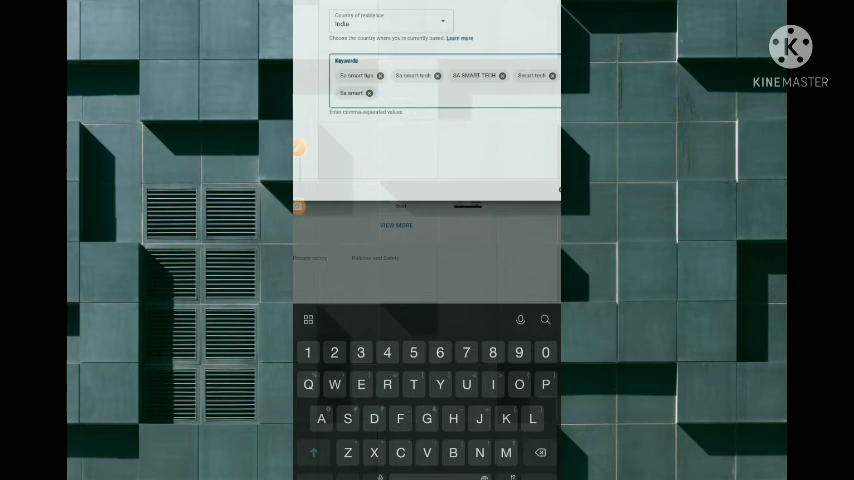 Country of residence
India
Choose the country where you're currently based. Learn more
Keywords
Sa smart tips Sa smart tech SA SMART TECH Smart tech
Sa smart
Enter comma-separated values
VIEW MORE
Privacy policy Policies and Safety
K
KINEMASTER
1 2 3 4 5 6 7 8 9 0
Q W E R T Y U I O P
A S D F G H J K L
Z X C V B N M